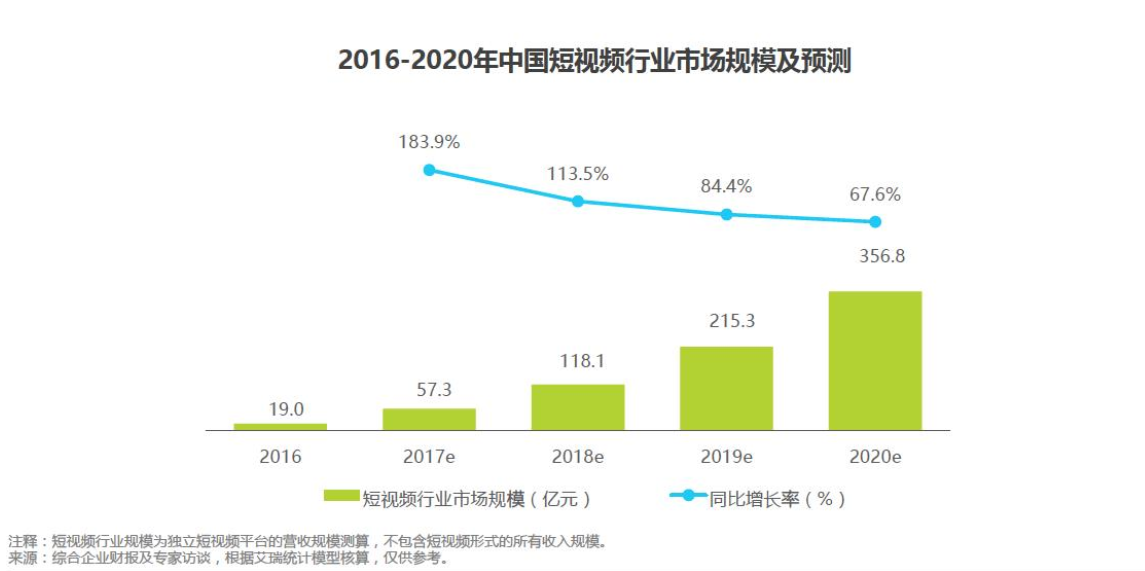 2016-2020年中国短视频行业市场规模及预测
183.9%
113.5%
84.4%
67.6%
356.8
215.3
118.1
57.3
19.0
2016 2017e 2018e 2019e 2020e
短视频行业市场规模（亿元） 同比增长率（%）
注释：短视频行业规模为独立短视频平台的营收规模测算，不包含短视频形式的所有收入规模。
来源：综合企业财报及专家访谈，根据艾瑞统计模型核算，仅供参考。